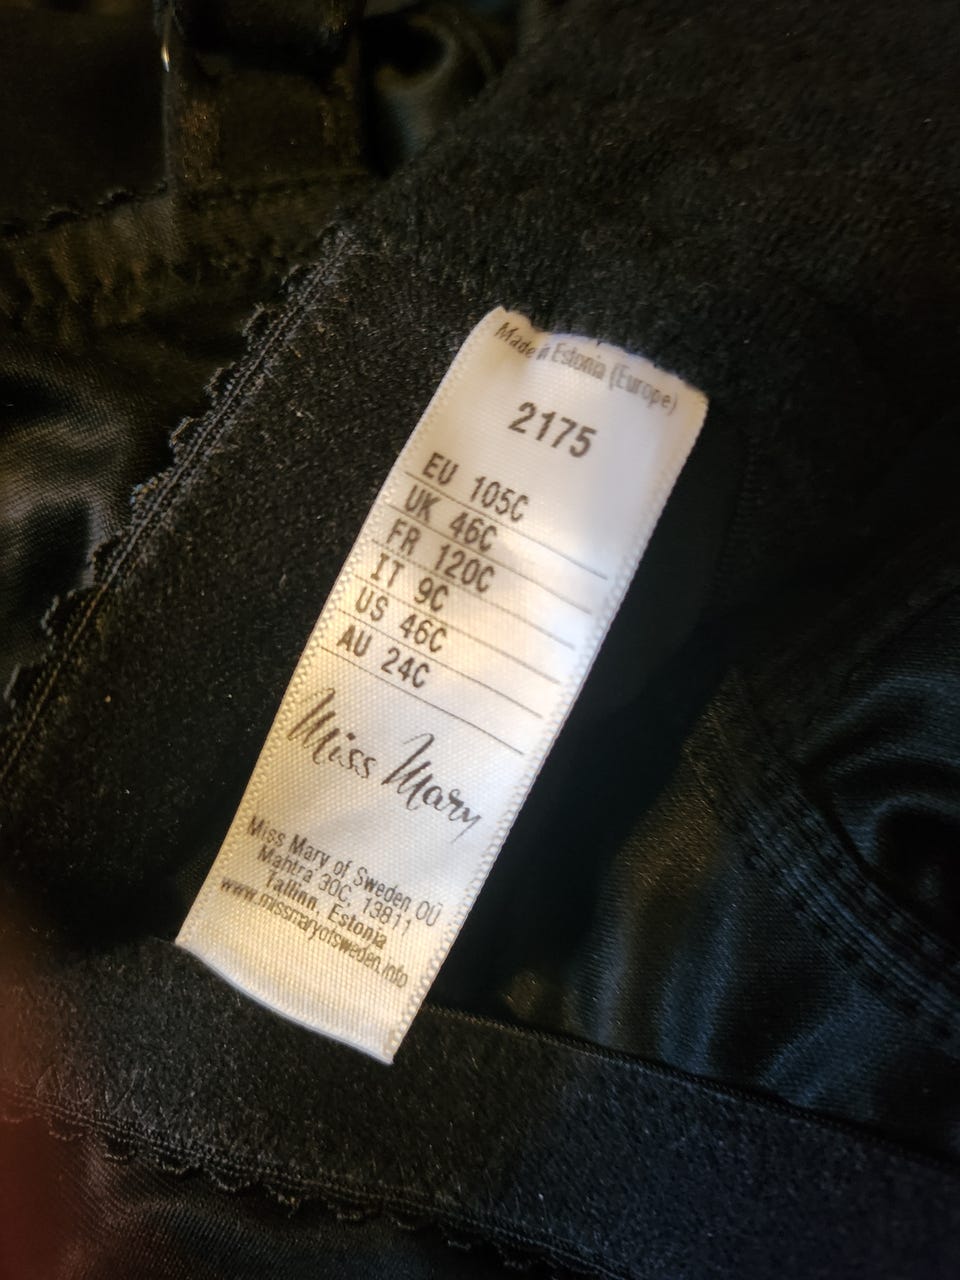 Made in Estonia (Europe)
2175
EU 105C
UK 46C
FR 120C
IT 9C
US 46C
AU 24C
Miss Mary
Miss Mary of Sweden OÜ
Mahtra 30C, 13811
Tallinn, Estonia
www.missmaryofsweden.info